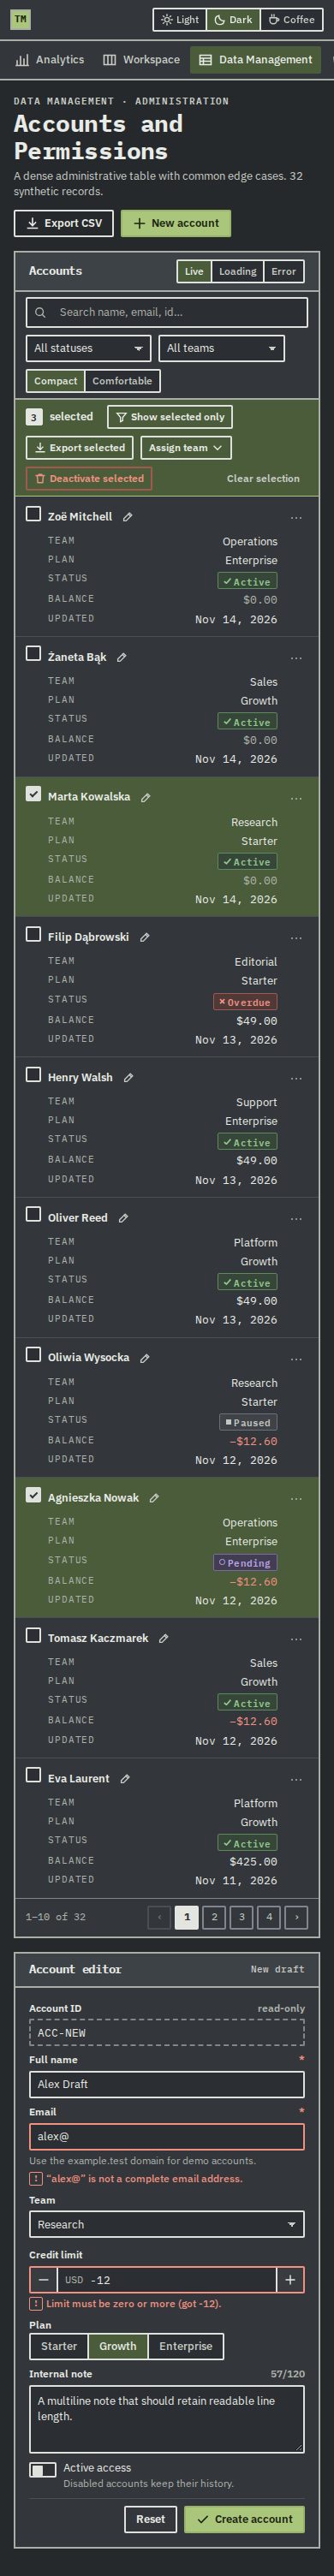 TM
Light
Dark
Coffee
Analytics
Workspace
Data Management
DATA MANAGEMENT · ADMINISTRATION
Accounts and
Permissions
A dense administrative table with common edge cases. 32
synthetic records.
Export CSV
New account
Accounts
Live
Loading
Error
Search name, email, id…
All statuses
All teams
Compact
Comfortable
3 selected
Show selected only
Export selected
Assign team
Deactivate selected
Clear selection
Zoë Mitchell
TEAM Operations
PLAN Enterprise
STATUS Active
BALANCE $0.00
UPDATED Nov 14, 2026
Żaneta Bąk
TEAM Sales
PLAN Growth
STATUS Active
BALANCE $0.00
UPDATED Nov 14, 2026
Marta Kowalska
TEAM Research
PLAN Starter
STATUS Active
BALANCE $0.00
UPDATED Nov 14, 2026
Filip Dąbrowski
TEAM Editorial
PLAN Starter
STATUS Overdue
BALANCE $49.00
UPDATED Nov 13, 2026
Henry Walsh
TEAM Support
PLAN Enterprise
STATUS Active
BALANCE $49.00
UPDATED Nov 13, 2026
Oliver Reed
TEAM Platform
PLAN Growth
STATUS Active
BALANCE $49.00
UPDATED Nov 13, 2026
Oliwia Wysocka
TEAM Research
PLAN Starter
STATUS Paused
BALANCE −$12.60
UPDATED Nov 12, 2026
Agnieszka Nowak
TEAM Operations
PLAN Enterprise
STATUS Pending
BALANCE −$12.60
UPDATED Nov 12, 2026
Tomasz Kaczmarek
TEAM Sales
PLAN Growth
STATUS Active
BALANCE −$12.60
UPDATED Nov 12, 2026
Eva Laurent
TEAM Platform
PLAN Growth
STATUS Active
BALANCE $425.00
UPDATED Nov 11, 2026
1–10 of 32
‹ 1 2 3 4 ›
Account editor
New draft
Account ID read-only
ACC-NEW
Full name *
Alex Draft
Email *
alex@
Use the example.test domain for demo accounts.
! “alex@” is not a complete email address.
Team
Research
Credit limit
− USD -12 +
! Limit must be zero or more (got -12).
Plan
Starter
Growth
Enterprise
Internal note 57/120
A multiline note that should retain readable line
length.
Active access
Disabled accounts keep their history.
Reset
Create account